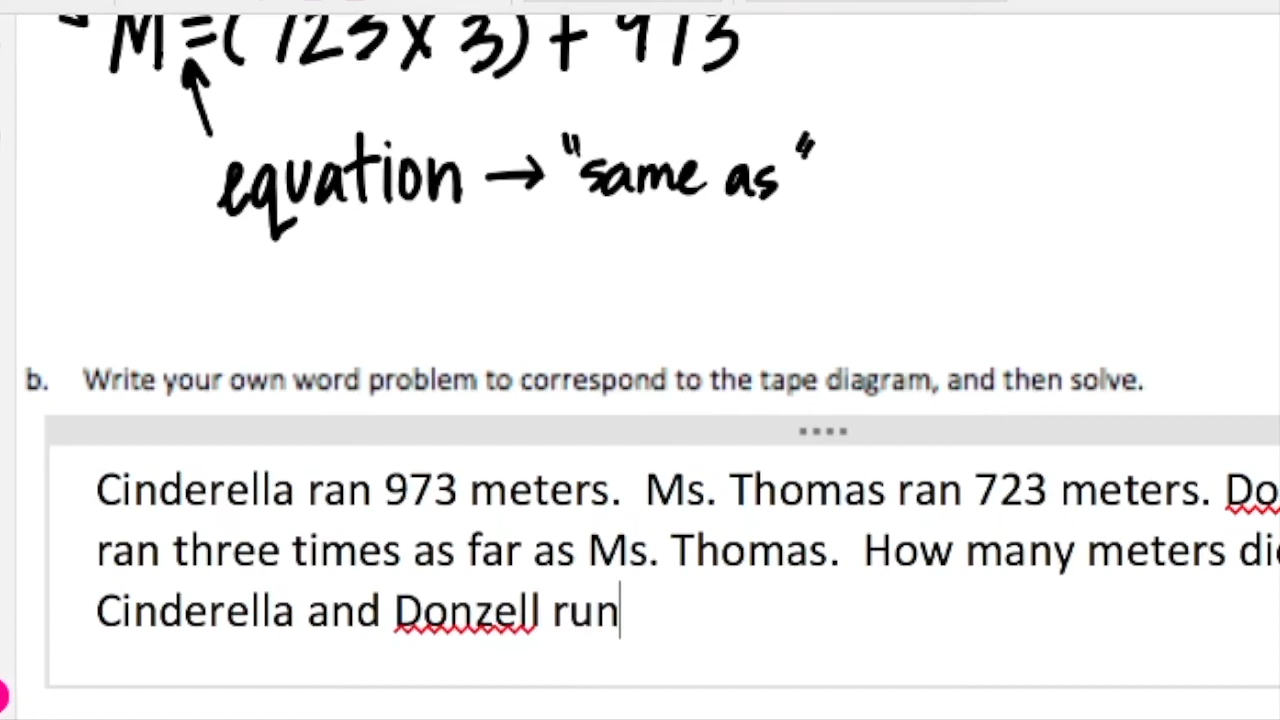 M=(723x3)+973
equation → "same as"
b. Write your own word problem to correspond to the tape diagram, and then solve.
Cinderella ran 973 meters. Ms. Thomas ran 723 meters.
ran three times as far as Ms. Thomas. How many meters
Cinderella and Donzell run